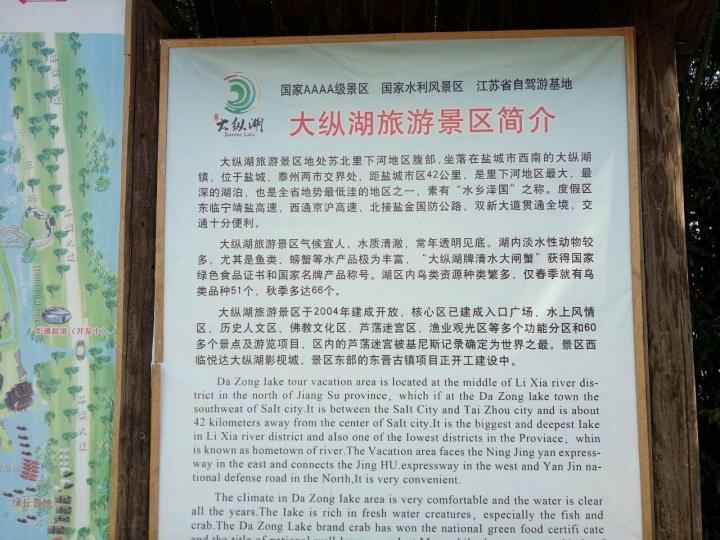 国家AAAA级景区 国家水利风景区 江苏省自驾游基地
大纵湖
Dazong Lake
大纵湖旅游景区简介
大纵湖旅游景区地处苏北里下河地区腹部,坐落在盐城市西南的大纵湖
镇，位于盐城、泰州两市交界处，距盐城市区42公里，是里下河地区最大、最
深的湖泊，也是全省地势最低洼的地区之一，素有“水乡泽国”之称。度假区
东临宁靖盐高速，西通京沪高速，北接盐金国防公路，双新大道贯通全境，交
通十分便利。
大纵湖旅游景区气候宜人，水质清澈，常年透明见底。湖内淡水性动物较
多，尤其是鱼类、螃蟹等水产品极为丰富，“大纵湖牌清水大闸蟹”获得国家
绿色食品证书和国家名牌产品称号。湖区内鸟类资源种类繁多，仅春季就有鸟
类品种51个，秋季多达66个。
大纵湖旅游景区于2004年建成开放，核心区已建成入口广场、水上风情
区、历史人文区、佛教文化区、芦荡迷宫区、渔业观光区等多个功能分区和60
多个景点及游览项目，区内的芦荡迷宫被基尼斯记录确定为世界之最。景区西
临悦达大纵湖影视城，景区东部的东晋古镇项目正开工建设中。
Da Zong lake tour vacation area is located at the middle of Li Xia river dis-
trict in the north of Jiang Su province，which if at the Da Zong lake town the
southweat of Salt city.It is between the Salt City and Tai Zhou city and is about
42 kilometers away from the center of Salt city.It is the biggest and deepest lake
in Li Xia river district and also one of the lowest districts in the Proviace，whin
is known as hometown of river.The Vacation area faces the Ning Jing yan express-
way in the east and connects the Jing HU.expressway in the west and Yan Jin na-
tional defense road in the North,It is very convenient.
The climate in Da Zong lake area is very comfortable and the water is clear
all the years.The lake is rich in fresh water creatures，especially the fish and
crab.The Da Zong Lake brand crab has won the national green food certifi cate